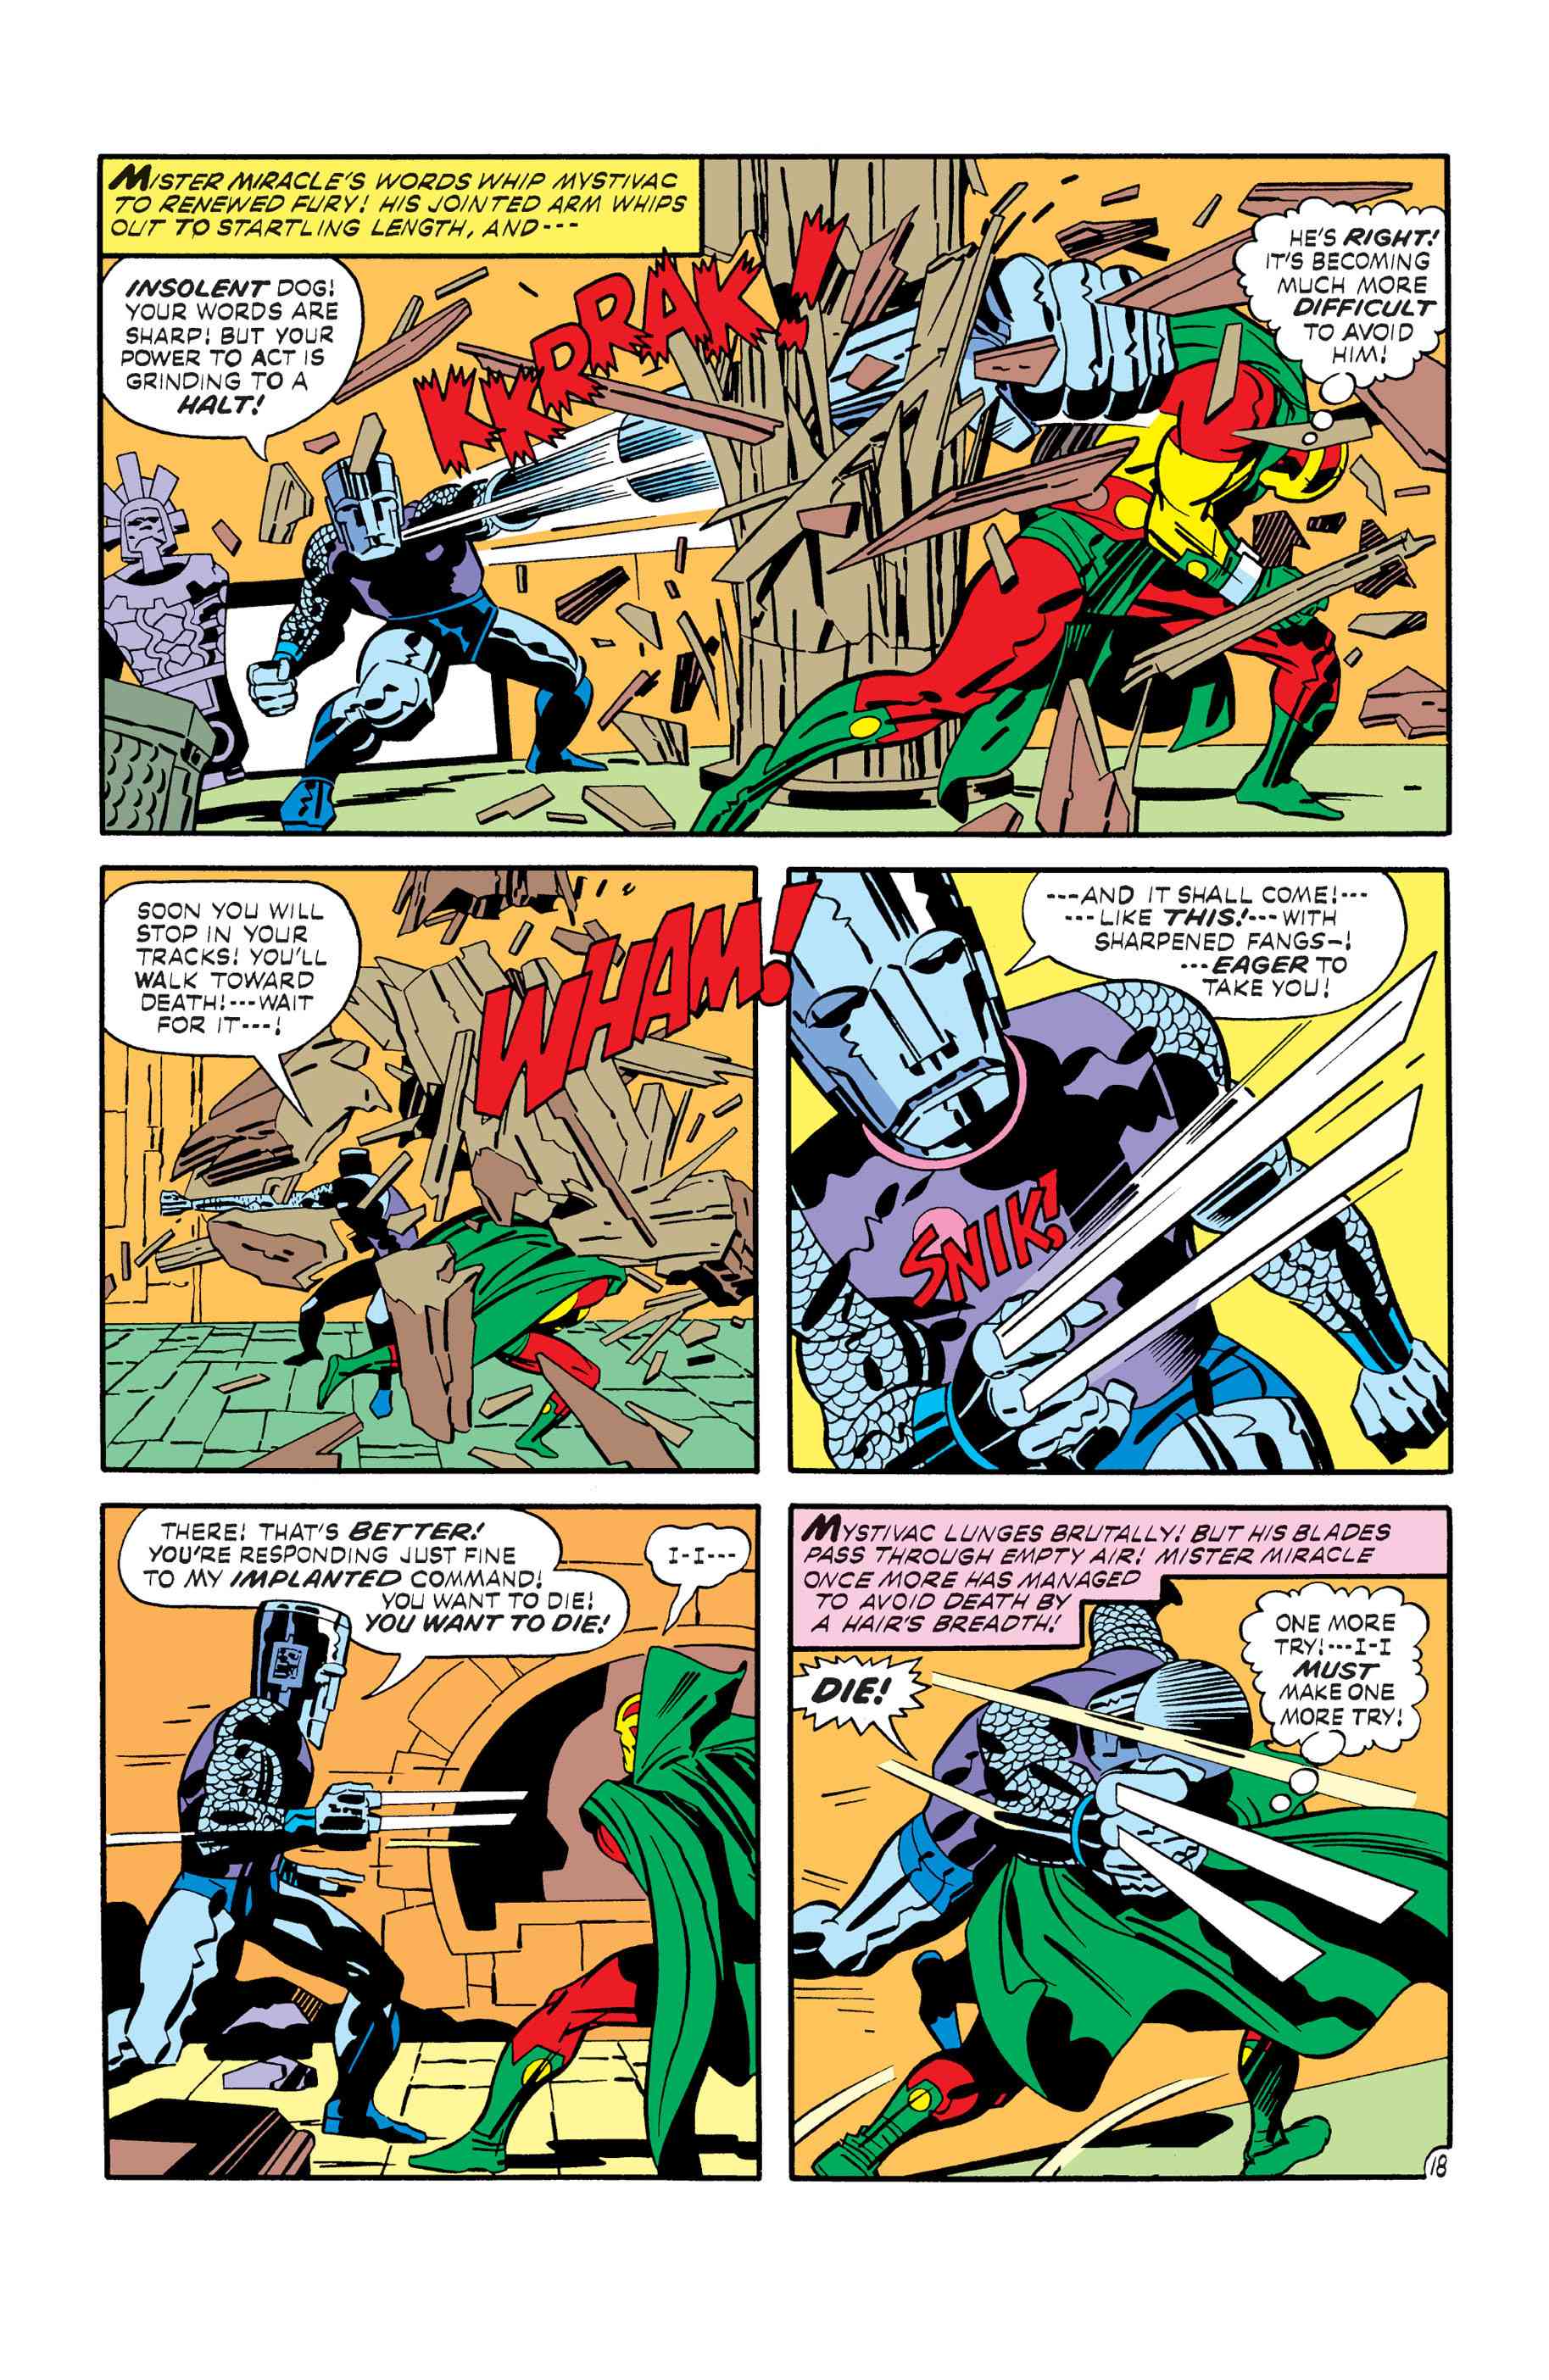 MISTER MIRACLE'S WORDS WHIP MYSTIVAC
TO RENEWED FURY! HIS JOINTED ARM WHIPS
OUT TO STARTLING LENGTH, AND---
INSOLENT DOG!
YOUR WORDS ARE
SHARP! BUT YOUR
POWER TO ACT IS
GRINDING TO A
HALT!
KKRRAK!
HE'S RIGHT!
IT'S BECOMING
MUCH MORE
DIFFICULT
TO AVOID
HIM!
SOON YOU WILL
STOP IN YOUR
TRACKS! YOU'LL
WALK TOWARD
DEATH!---WAIT
FOR IT---!
WHAM!
---AND IT SHALL COME!---
---LIKE THIS!---WITH
SHARPENED FANGS-!
---EAGER TO
TAKE YOU!
SNIK!
THERE! THAT'S BETTER!
YOU'RE RESPONDING JUST FINE
TO MY IMPLANTED COMMAND!
YOU WANT TO DIE!
YOU WANT TO DIE!
I-I---
MYSTIVAC LUNGES BRUTALLY! BUT HIS BLADES
PASS THROUGH EMPTY AIR! MISTER MIRACLE
ONCE MORE HAS MANAGED
TO AVOID DEATH BY
A HAIR'S BREADTH!
DIE!
ONE MORE
TRY!---I-I
MUST
MAKE ONE
MORE TRY!
18